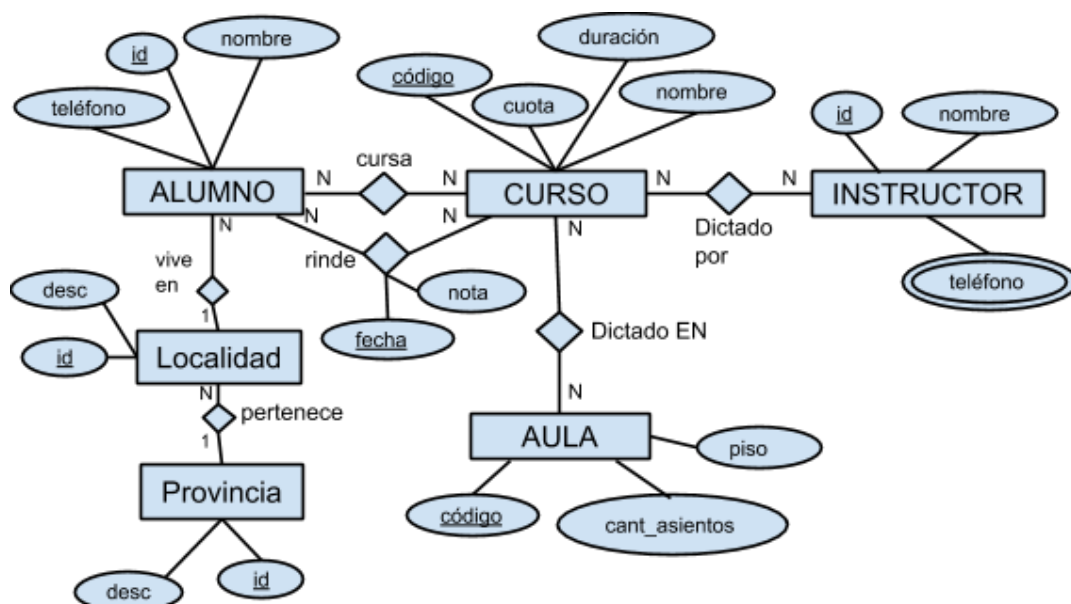 nombre
id
teléfono
ALUMNO
N
N
N
cursa
N
N
código
cuota
duración
nombre
CURSO
N
N
Dictado
por
N
id
nombre
INSTRUCTOR
teléfono
rinde
nota
fecha
vive
en
1
desc
id
Localidad
N
pertenece
1
Provincia
desc
id
Dictado EN
N
AULA
piso
código
cant_asientos